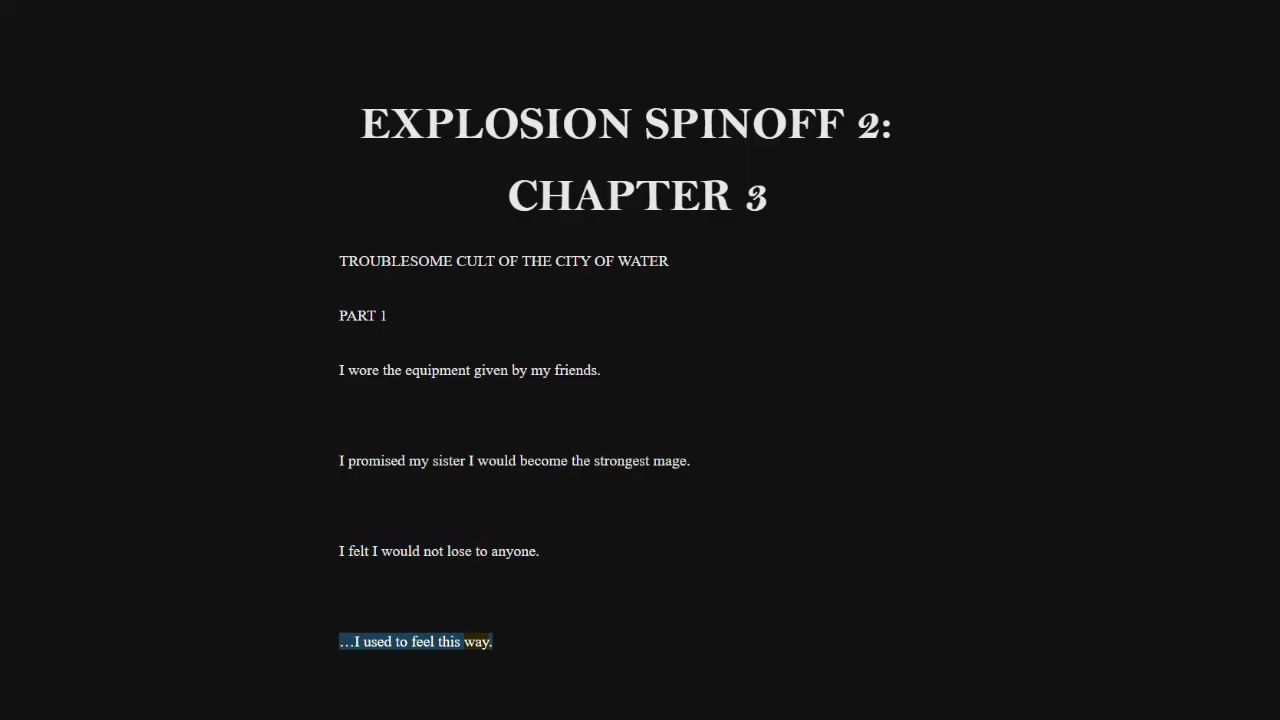 EXPLOSION SPINOFF 2:
CHAPTER 3
TROUBLESOME CULT OF THE CITY OF WATER
PART 1
I wore the equipment given by my friends.
I promised my sister I would become the strongest mage.
I felt I would not lose to anyone.
…I used to feel this way.